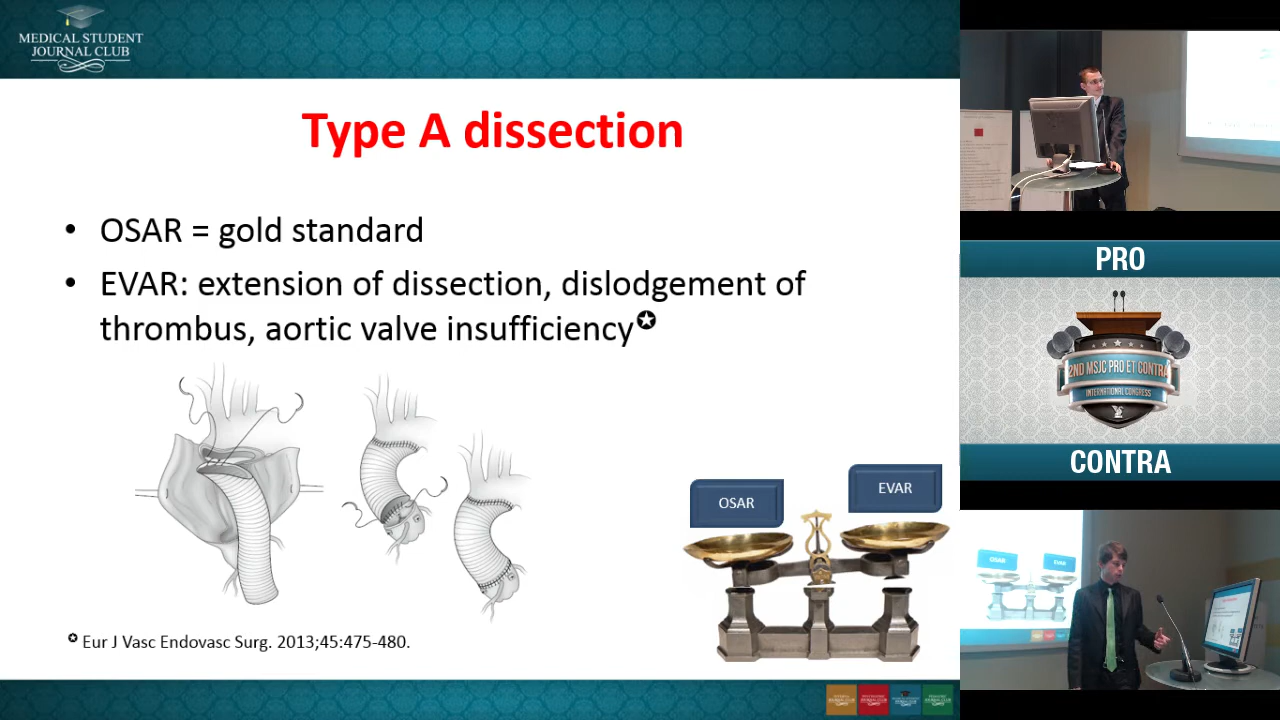 MEDICAL STUDENT
JOURNAL CLUB
Type A dissection
• OSAR = gold standard
• EVAR: extension of dissection, dislodgement of
thrombus, aortic valve insufficiency✪
OSAR
EVAR
✪ Eur J Vasc Endovasc Surg. 2013;45:475-480.
PRO
2ND MSJC PRO ET CONTRA
INTERNATIONAL CONGRESS
CONTRA
OSAR
EVAR